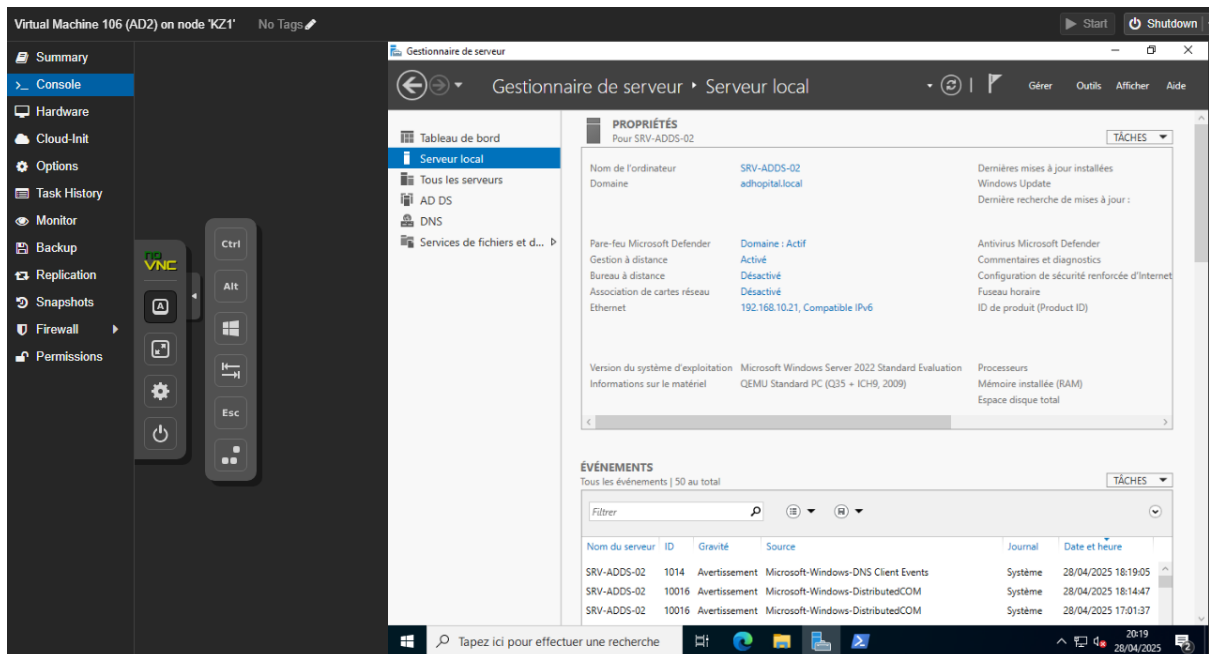 Virtual Machine 106 (AD2) on node 'KZ1' No Tags Start Shutdown
Summary
Console
Hardware
Cloud-Init
Options
Task History
Monitor
Backup
Replication
Snapshots
Firewall
Permissions
no
VNC
A
Ctrl
Alt
Esc
Gestionnaire de serveur
Gestionnaire de serveur Serveur local
Gérer Outils Afficher Aide
Tableau de bord
Serveur local
Tous les serveurs
AD DS
DNS
Services de fichiers et d...
PROPRIÉTÉS
Pour SRV-ADDS-02
TÂCHES
Nom de l'ordinateur SRV-ADDS-02 Dernières mises à jour installées
Domaine adhopital.local Windows Update
Dernière recherche de mises à jour :
Pare-feu Microsoft Defender Domaine : Actif Antivirus Microsoft Defender
Gestion à distance Activé Commentaires et diagnostics
Bureau à distance Désactivé Configuration de sécurité renforcée d'Internet
Association de cartes réseau Désactivé Fuseau horaire
Ethernet 192.168.10.21, Compatible IPv6 ID de produit (Product ID)
Version du système d'exploitation Microsoft Windows Server 2022 Standard Evaluation Processeurs
Informations sur le matériel QEMU Standard PC (Q35 + ICH9, 2009) Mémoire installée (RAM)
Espace disque total
ÉVÉNEMENTS
Tous les événements | 50 au total
TÂCHES
Filtrer
Nom du serveur ID Gravité Source Journal Date et heure
SRV-ADDS-02 1014 Avertissement Microsoft-Windows-DNS Client Events Système 28/04/2025 18:19:05
SRV-ADDS-02 10016 Avertissement Microsoft-Windows-DistributedCOM Système 28/04/2025 18:14:47
SRV-ADDS-02 10016 Avertissement Microsoft-Windows-DistributedCOM Système 28/04/2025 17:01:37
Tapez ici pour effectuer une recherche
20:19
28/04/2025
2